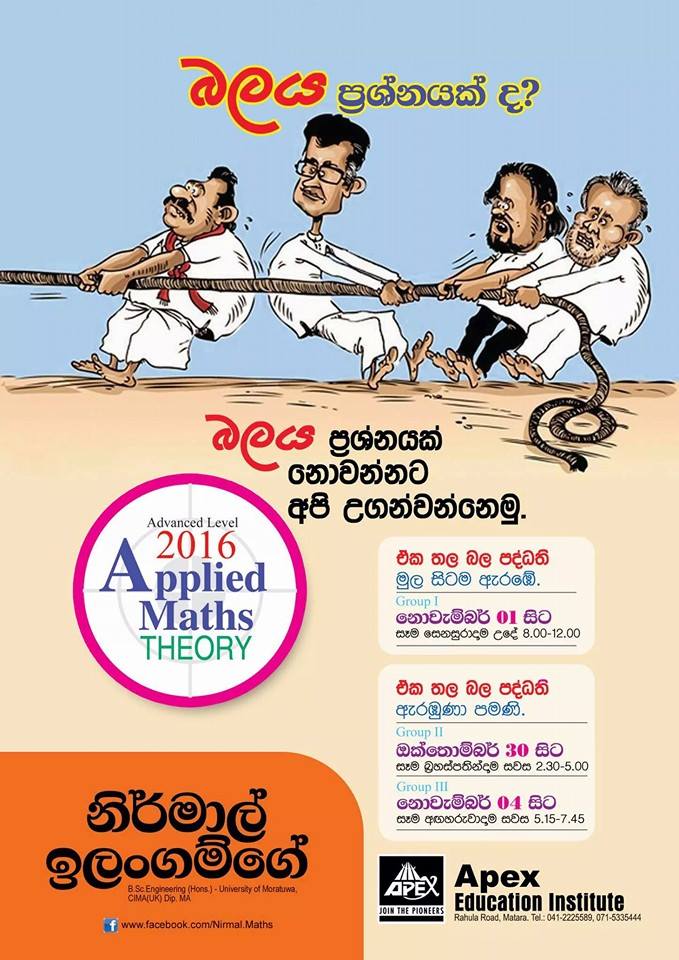 බලය ප්‍රශ්නයක් ද?
බලය ප්‍රශ්නයක්
නොවන්නට
අපි උගන්වන්නෙමු.
Advanced Level
2016
Applied
Maths
THEORY
ඒක තල බල පද්ධති
මුල සිටම ඇරඹේ.
Group I
නොවැම්බර් 01 සිට
සෑම සෙනසුරාදාම උදේ 8.00-12.00
ඒක තල බල පද්ධති
ඇරඹුණා පමණි.
Group II
ඔක්තොම්බර් 30 සිට
සෑම බ්‍රහස්පතින්දාම සවස 2.30-5.00
Group III
නොවැම්බර් 04 සිට
සෑම අඟහරුවාදාම සවස 5.15-7.45
නිර්මාල්
ඉලංගම්ගේ
B.Sc.Engineering (Hons.) - University of Moratuwa,
CIMA(UK) Dip. MA
www.facebook.com/Nirmal.Maths
APEX
JOIN THE PIONEERS
Apex
Education Institute
Rahula Road, Matara. Tel.: 041-2225589, 071-5335444